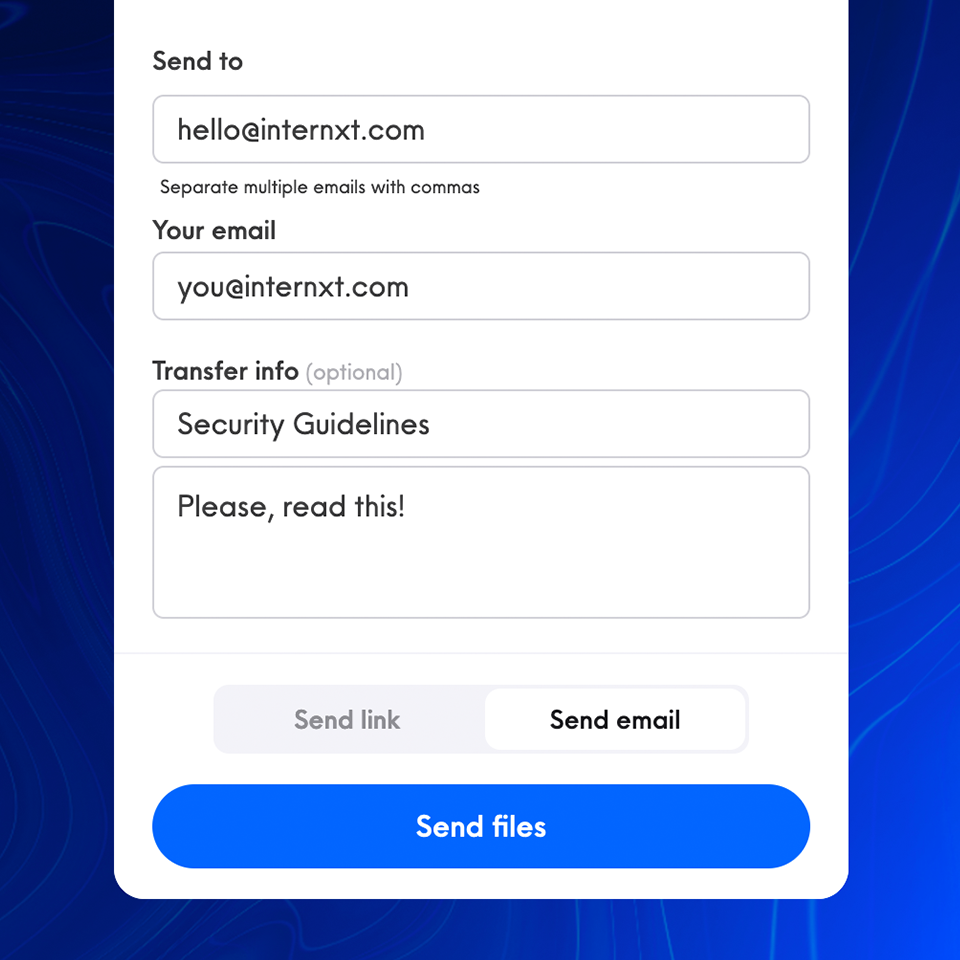 Send to
hello@internxt.com
Separate multiple emails with commas
Your email
you@internxt.com
Transfer info (optional)
Security Guidelines
Please, read this!
Send link
Send email
Send files